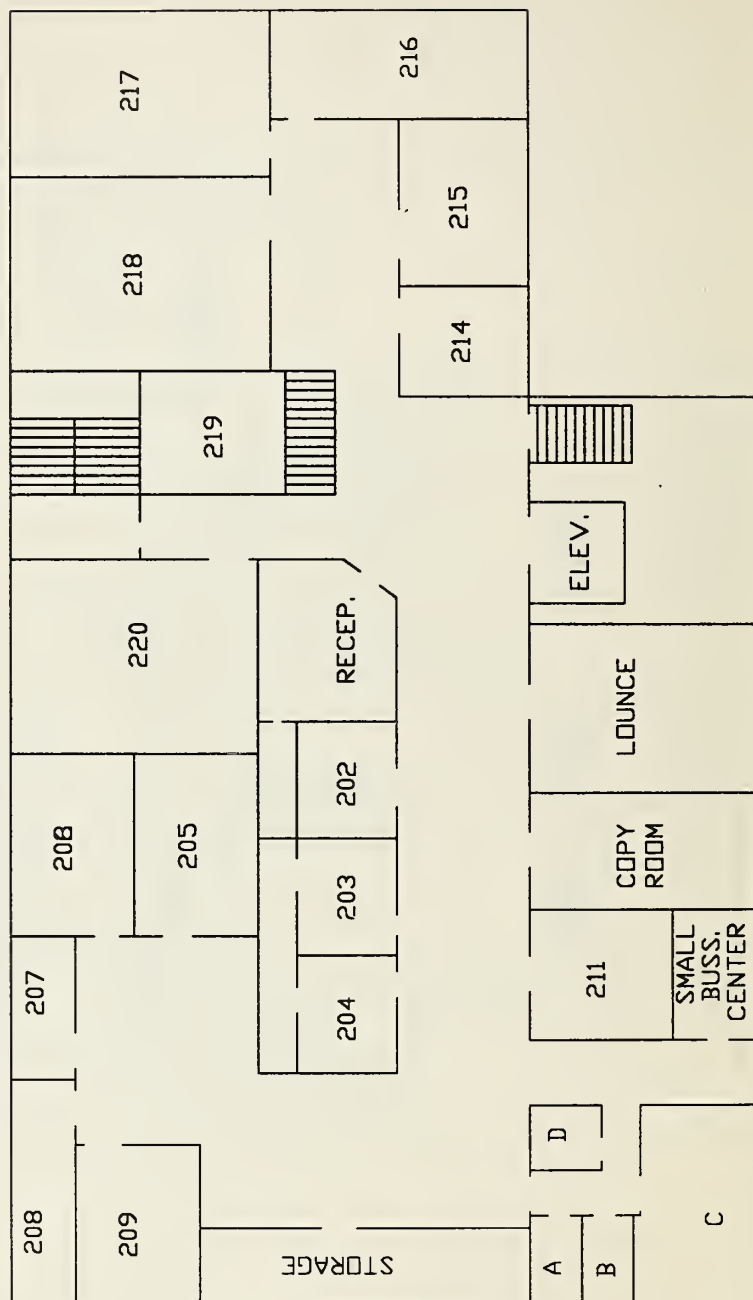 208
207
208
217
218
220
209
205
219
STORAGE
204
203
202
RECEP.
216
215
214
A
B
D
211
COPY
ROOM
LOUNCE
ELEV.
C
SMALL
BUSS.
CENTER